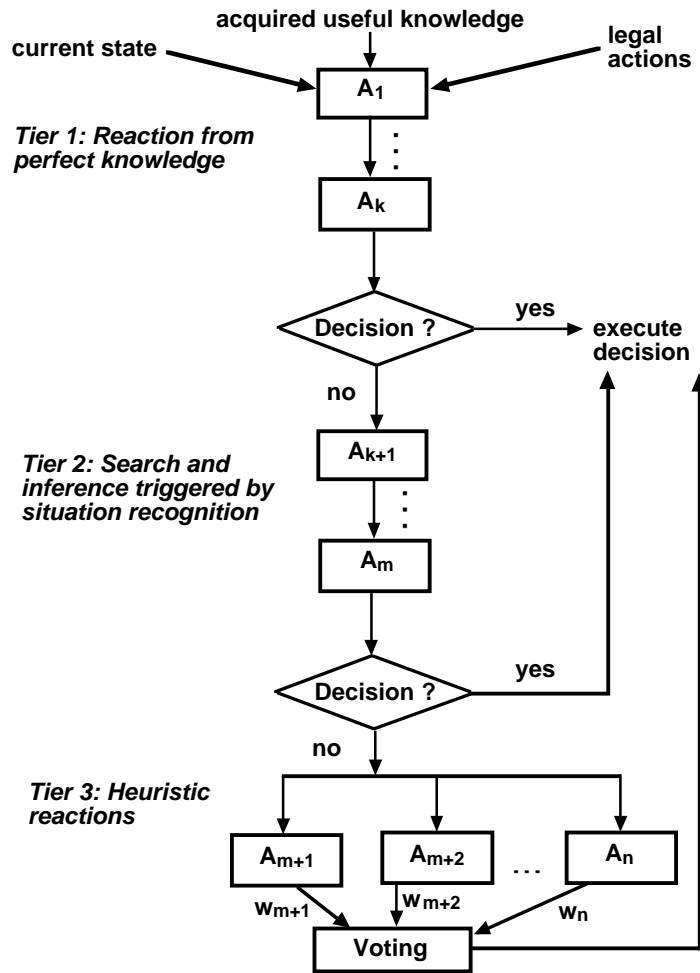 acquired useful knowledge
current state
legal
actions
A1
Tier 1: Reaction from
perfect knowledge
Ak
Decision ?
yes
execute
decision
no
Ak+1
Tier 2: Search and
inference triggered by
situation recognition
Am
Decision ?
yes
no
Tier 3: Heuristic
reactions
Am+1
Am+2
...
An
wm+1
wm+2
wn
Voting